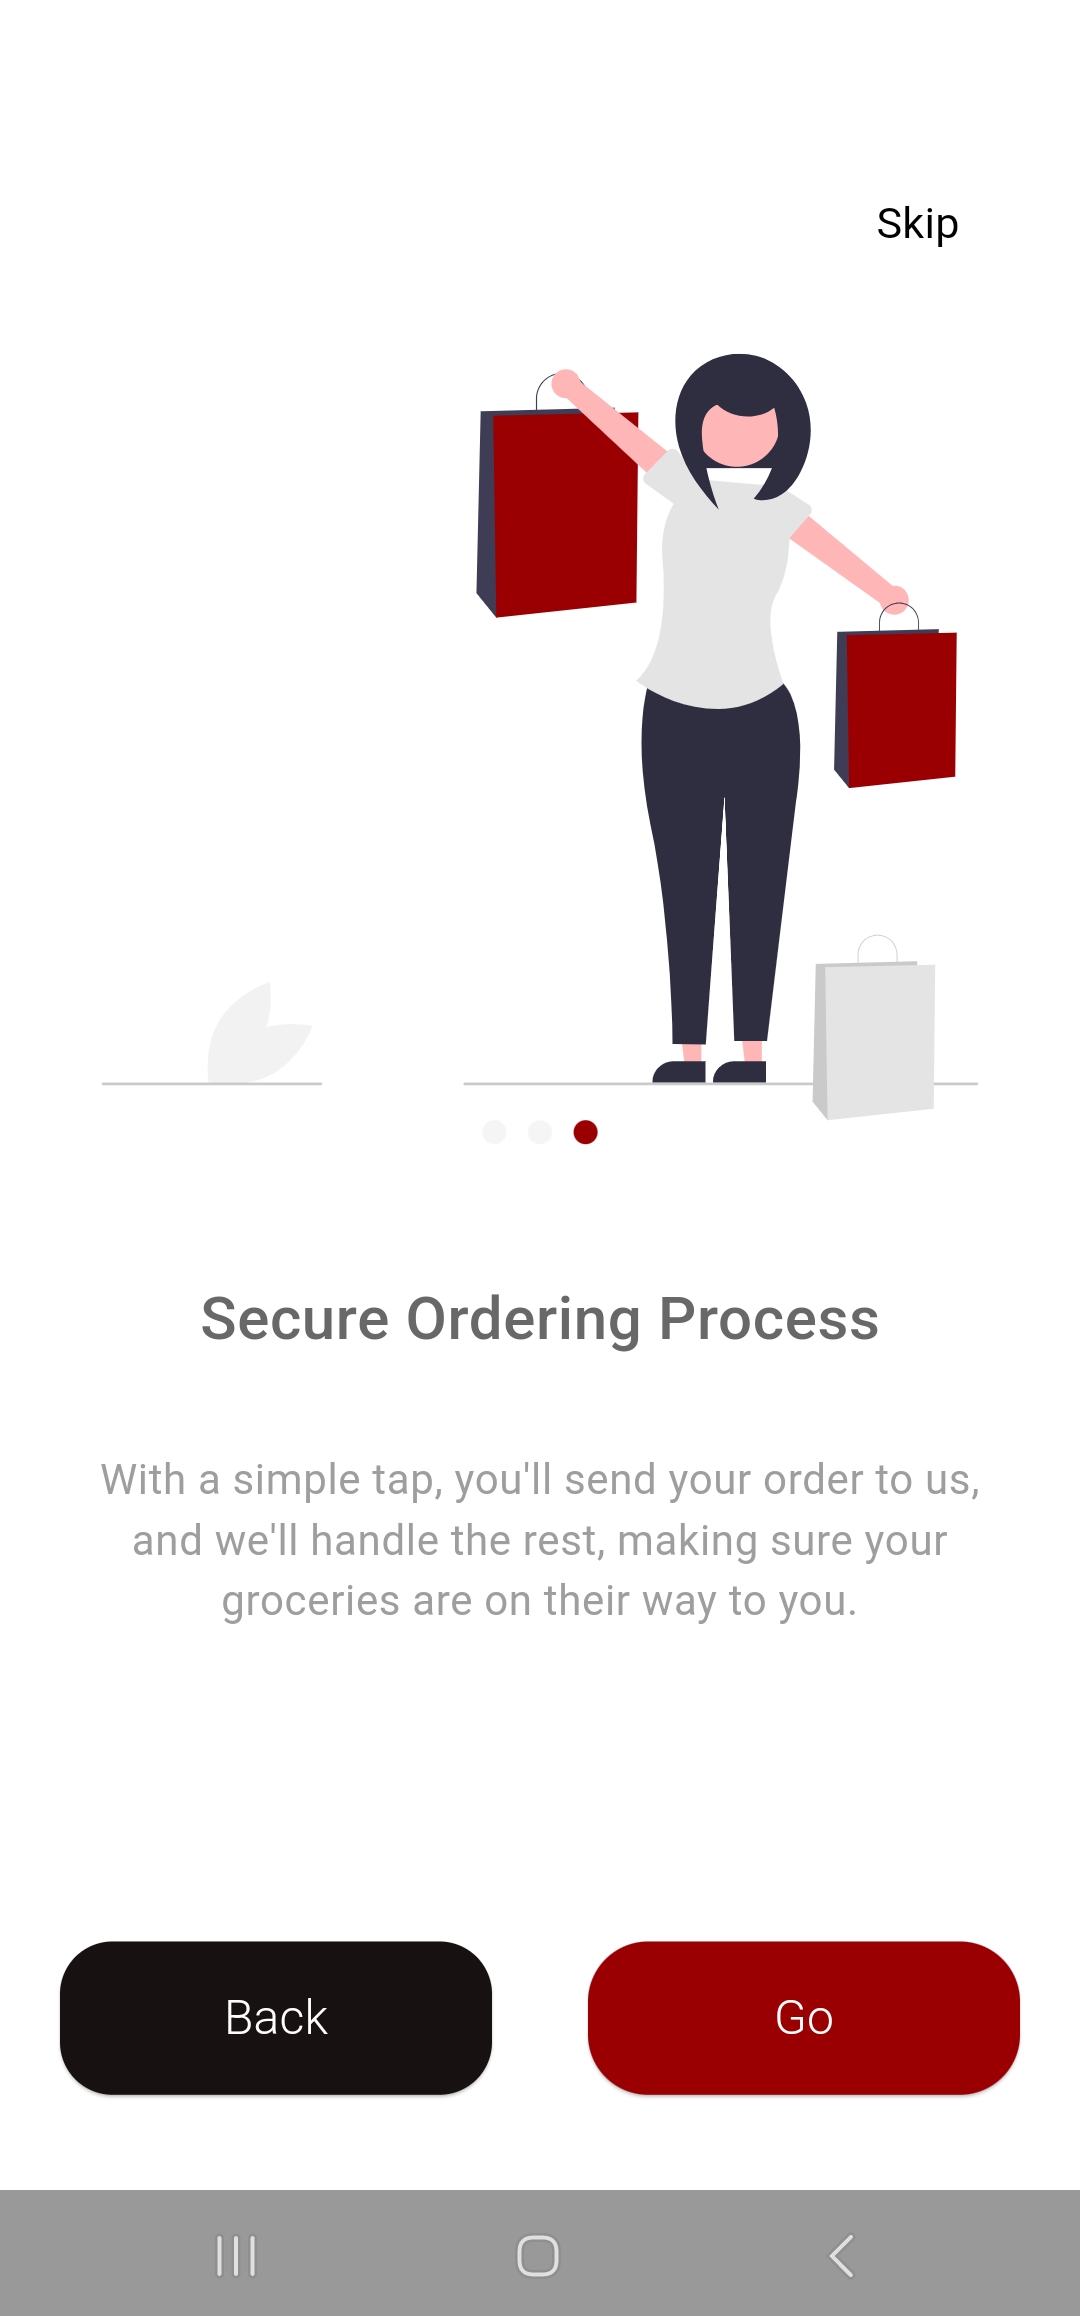 Skip
Secure Ordering Process
With a simple tap, you'll send your order to us,
and we'll handle the rest, making sure your
groceries are on their way to you.
Back
Go